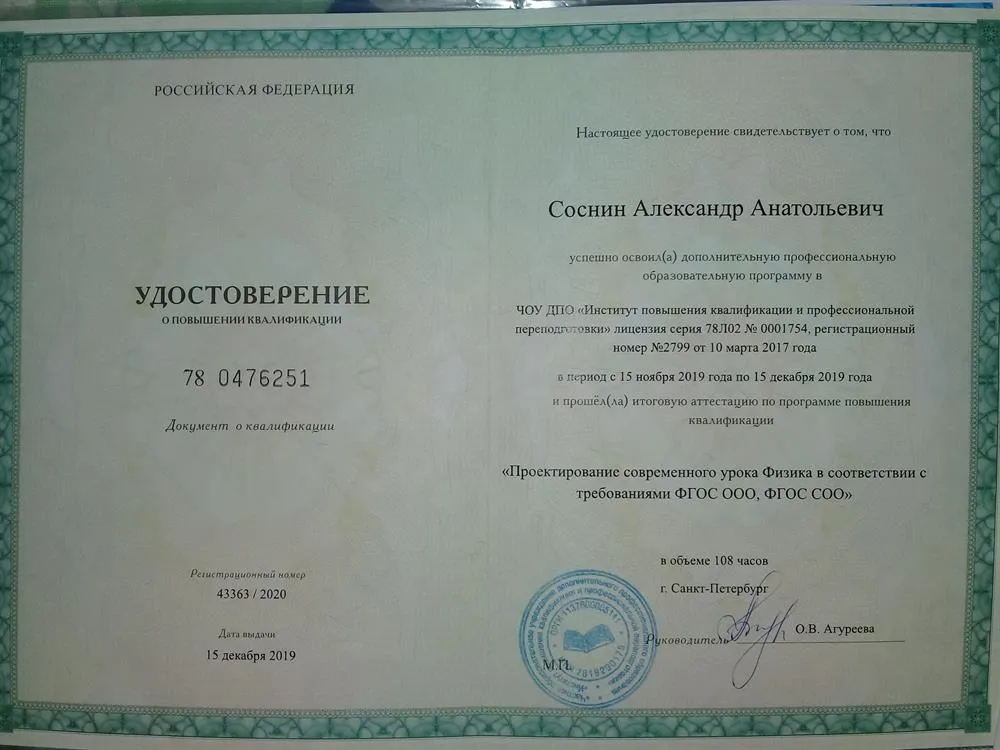 РОССИЙСКАЯ ФЕДЕРАЦИЯ
УДОСТОВЕРЕНИЕ
О ПОВЫШЕНИИ КВАЛИФИКАЦИИ
78 0476251
Документ о квалификации
Регистрационный номер
43363 / 2020
Дата выдачи
15 декабря 2019
Настоящее удостоверение свидетельствует о том, что
Соснин Александр Анатольевич
успешно освоил(а) дополнительную профессиональную
образовательную программу в
ЧОУ ДПО «Институт повышения квалификации и профессиональной
переподготовки» лицензия серия 78Л02 № 0001754, регистрационный
номер №2799 от 10 марта 2017 года
в период с 15 ноября 2019 года по 15 декабря 2019 года
и прошёл(ла) итоговую аттестацию по программе повышения
квалификации
«Проектирование современного урока Физика в соответствии с
требованиями ФГОС ООО, ФГОС СОО»
в объеме 108 часов
г. Санкт-Петербург
Руководитель О.В. Агуреева
М.П.